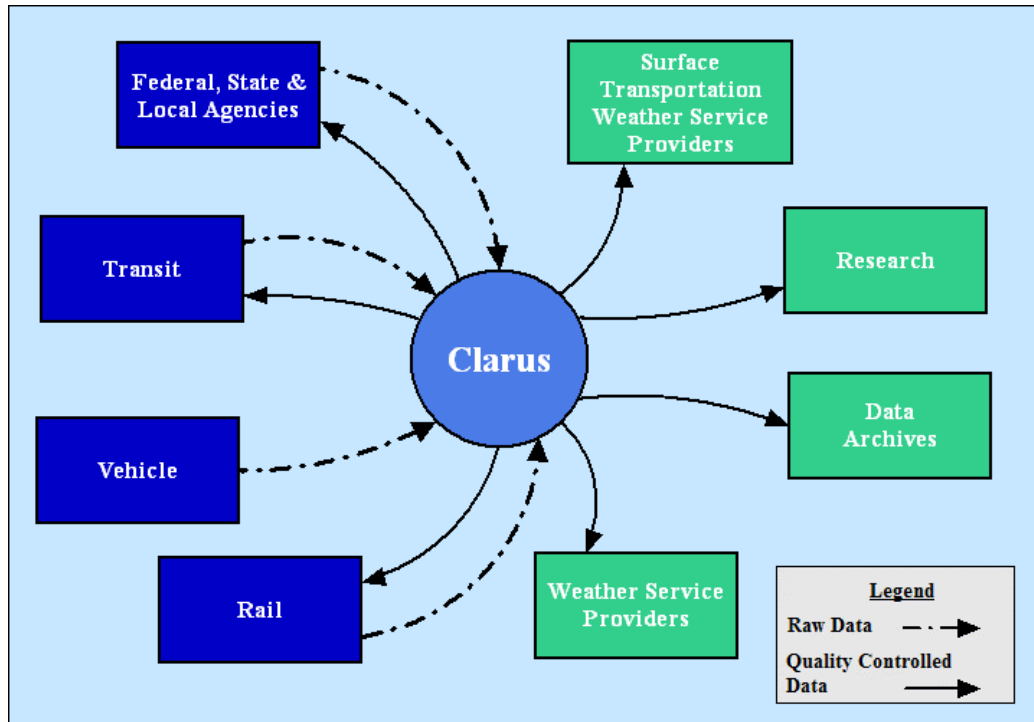 Federal, State &
Local Agencies
Surface
Transportation
Weather Service
Providers
Transit
Research
Clarus
Data
Archives
Vehicle
Rail
Weather Service
Providers
Legend
Raw Data
Quality Controlled
Data